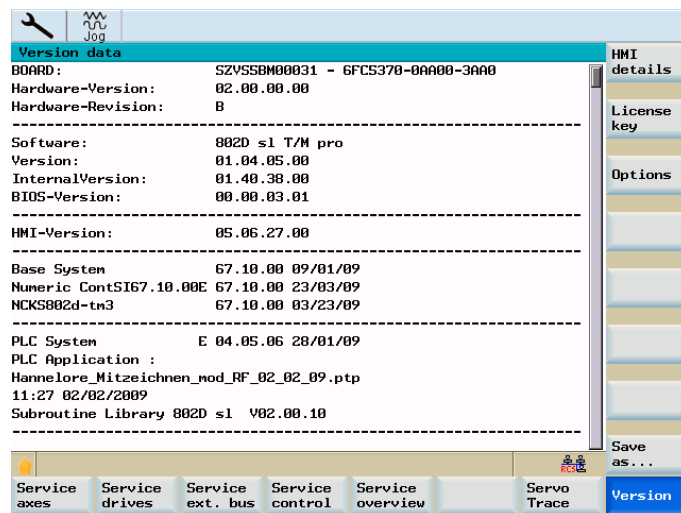 Jog
Version data
BOARD: SZVS5BM00031 - 6FC5370-0AA00-3AA0
Hardware-Version: 02.00.00.00
Hardware-Revision: B
Software: 802D sl T/M pro
Version: 01.04.05.00
InternalVersion: 01.40.38.00
BIOS-Version: 00.00.03.01
HMI-Version: 05.06.27.00
Base System 67.10.00 09/01/09
Numeric ContSI67.10.00E 67.10.00 23/03/09
NCKS802d-tm3 67.10.00 03/23/09
PLC System E 04.05.06 28/01/09
PLC Application :
Hannelore_Mitzeichnen_mod_RF_02_02_09.ptp
11:27 02/02/2009
Subroutine Library 802D sl V02.00.10
HMI
details
License
key
Options
Save
as...
Version
RCS
Service
axes
Service
drives
Service
ext. bus
Service
control
Service
overview
Servo
Trace